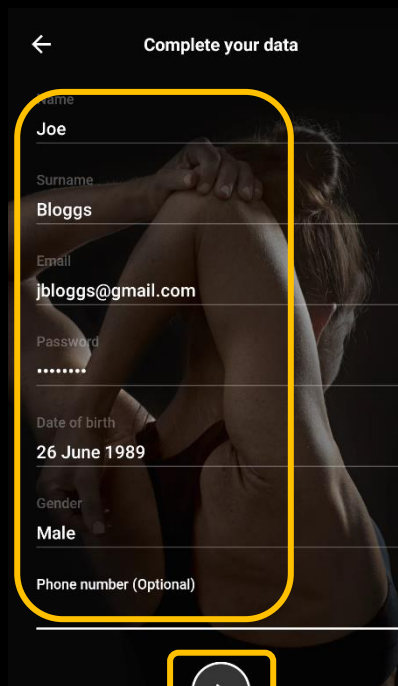 Complete your data
Name
Joe
Surname
Bloggs
Email
jbloggs@gmail.com
Password
••••••••
Date of birth
26 June 1989
Gender
Male
Phone number (Optional)